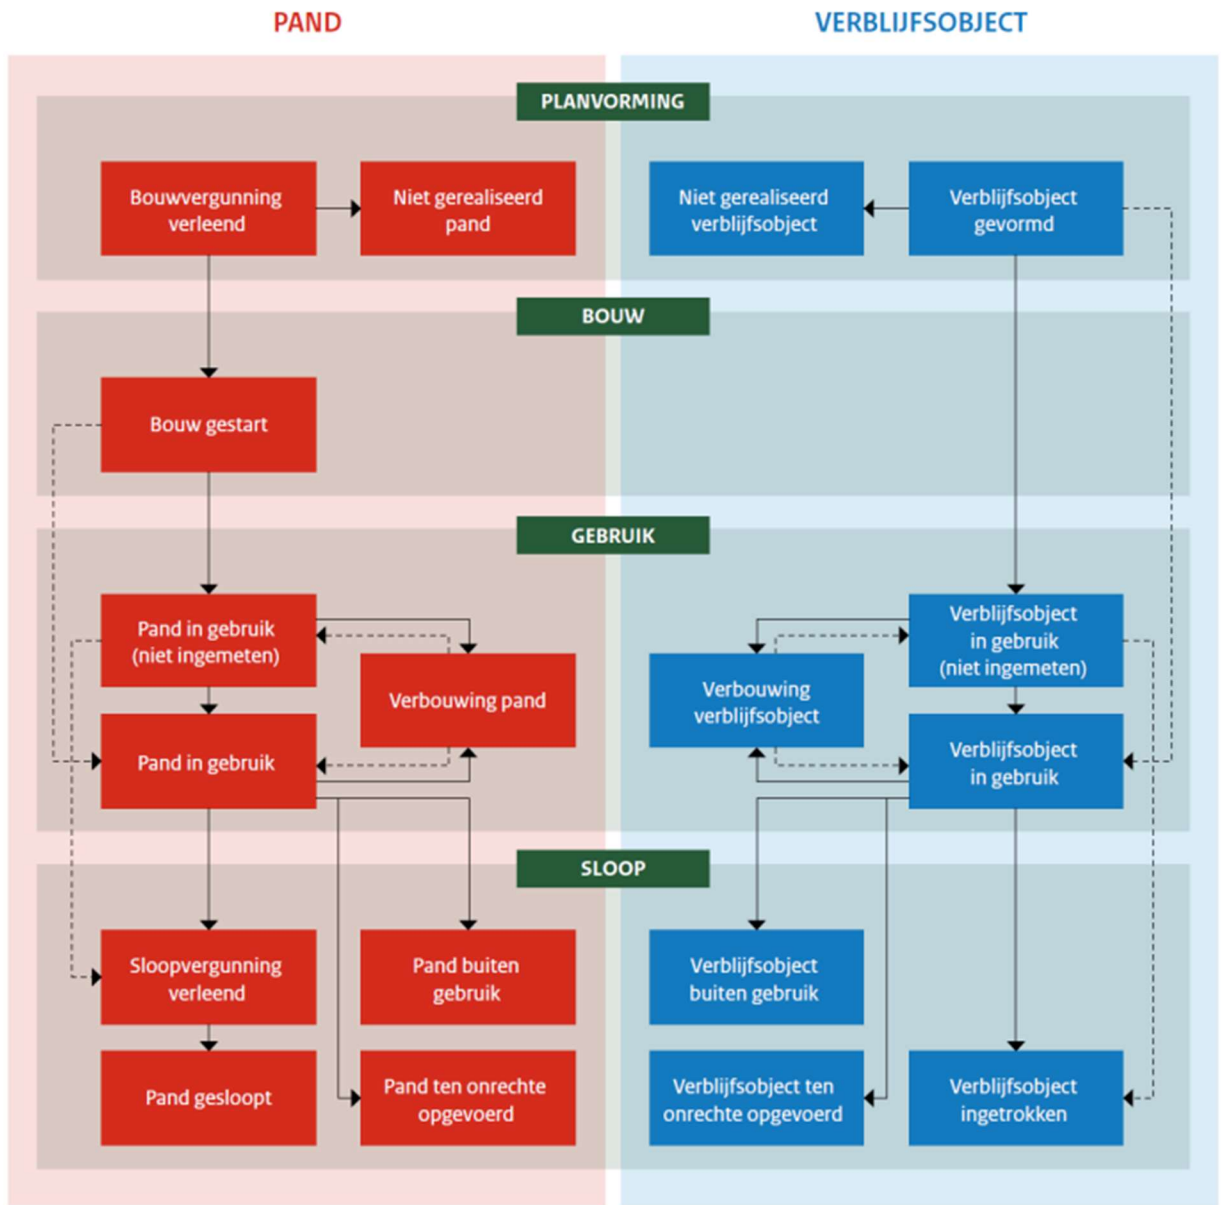 PAND
VERBLIJFSOBJECT
PLANVORMING
Bouwvergunning
verleend
Niet gerealiseerd
pand
Niet gerealiseerd
verblijfsobject
Verblijfsobject
gevormd
BOUW
Bouw gestart
GEBRUIK
Pand in gebruik
(niet ingemeten)
Verbouwing pand
Pand in gebruik
Verbouwing
verblijfsobject
Verblijfsobject
in gebruik
(niet ingemeten)
Verblijfsobject
in gebruik
SLOOP
Sloopvergunning
verleend
Pand buiten
gebruik
Verblijfsobject
buiten gebruik
Pand gesloopt
Pand ten onrechte
opgevoerd
Verblijfsobject ten
onrechte opgevoerd
Verblijfsobject
ingetrokken